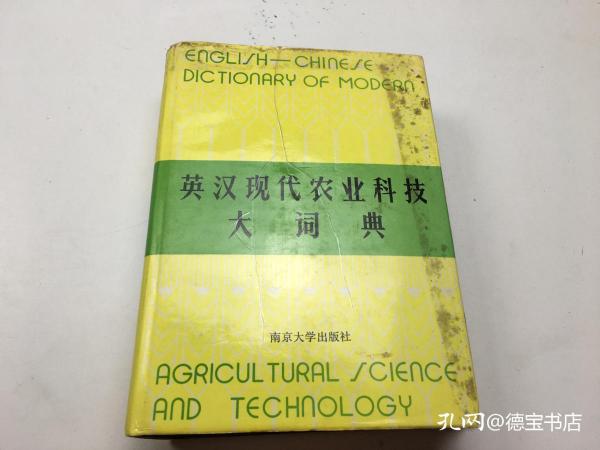 ENGLISH-CHINESE
DICTIONARY OF MODERN
英汉现代农业科技
大词典
南京大学出版社
AGRICULTURAL SCIENCE
AND TECHNOLOGY
孔网@德宝书店